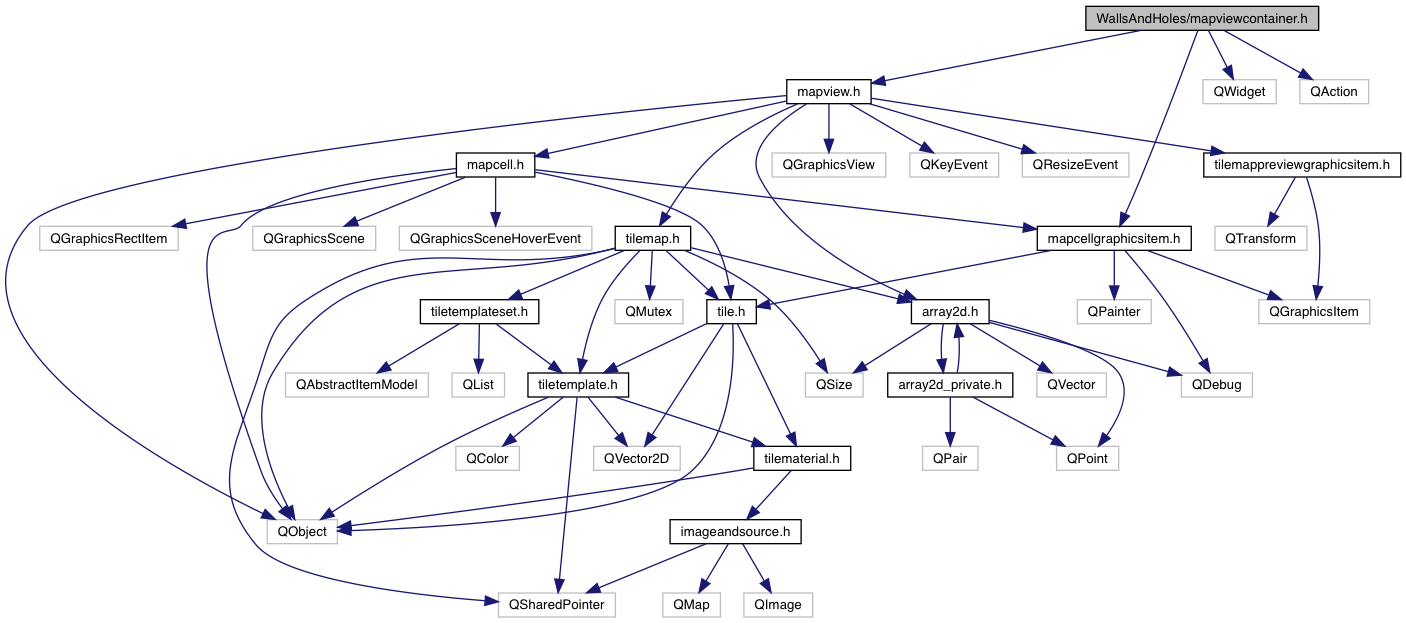 WallsAndHoles/mapviewcontainer.h
mapview.h
QWidget
QAction
mapcell.h
QGraphicsView
QKeyEvent
QResizeEvent
tilemappreviewgraphicsitem.h
QGraphicsRectItem
QGraphicsScene
QGraphicsSceneHoverEvent
tilemap.h
mapcellgraphicsitem.h
QTransform
tiletemplateset.h
QMutex
tile.h
array2d.h
QPainter
QGraphicsItem
QAbstractItemModel
QList
tiletemplate.h
QSize
array2d_private.h
QVector
QDebug
QColor
QVector2D
tilematerial.h
QPair
QPoint
QObject
imageandsource.h
QSharedPointer
QMap
QImage